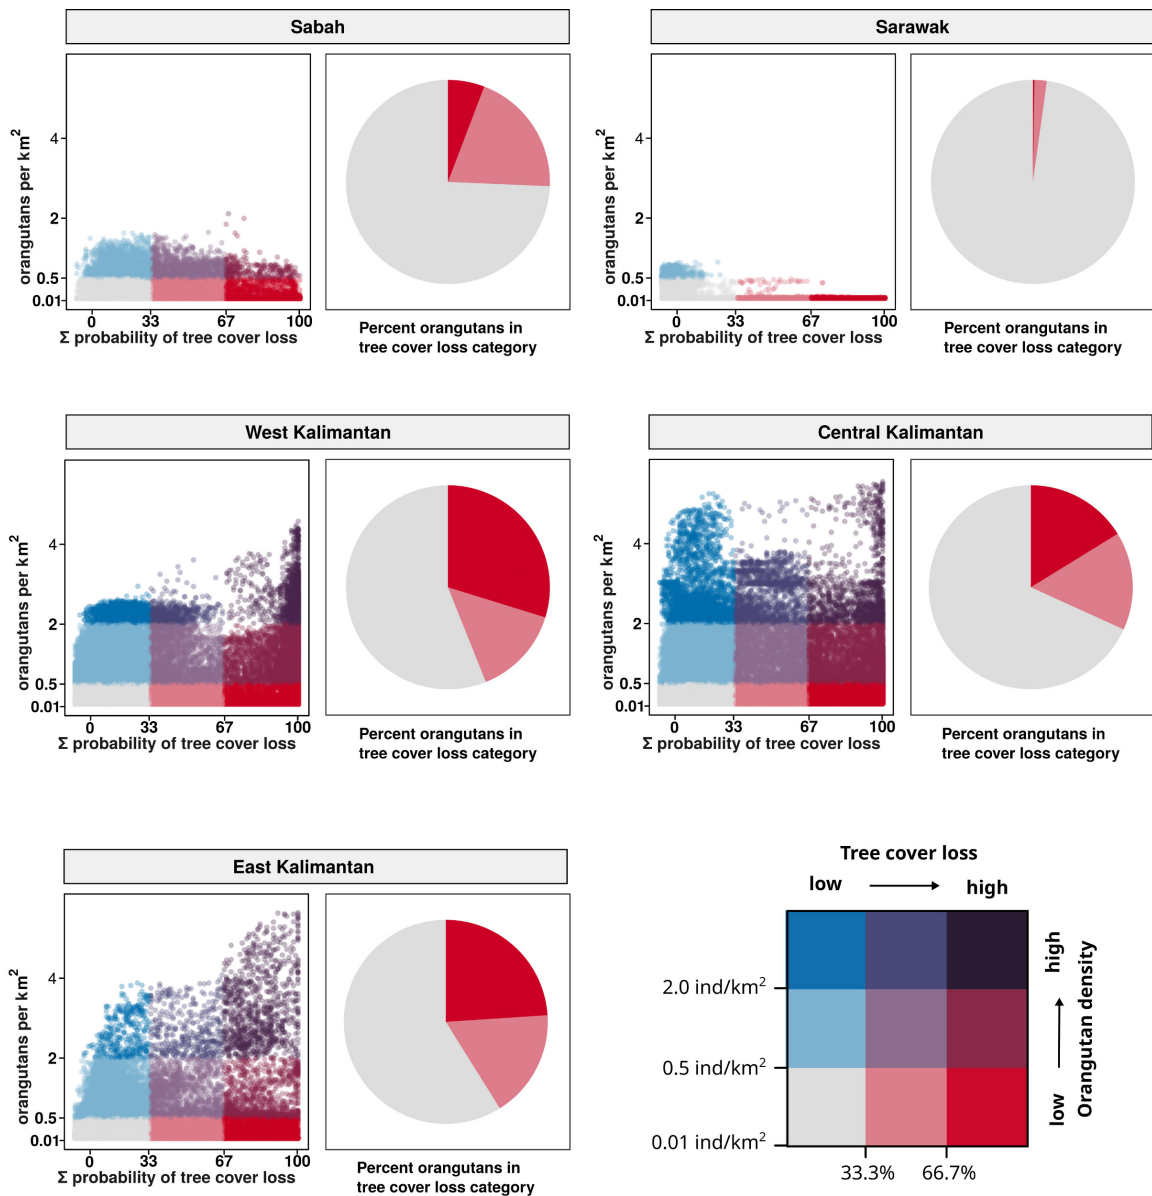 Sabah
Sarawak
orangutans per km²
4
2
0.5
0.01
0 33 67 100
Σ probability of tree cover loss
Percent orangutans in
tree cover loss category
orangutans per km²
4
2
0.5
0.01
0 33 67 100
Σ probability of tree cover loss
Percent orangutans in
tree cover loss category
West Kalimantan
Central Kalimantan
orangutans per km²
4
2
0.5
0.01
0 33 67 100
Σ probability of tree cover loss
Percent orangutans in
tree cover loss category
orangutans per km²
4
2
0.5
0.01
0 33 67 100
Σ probability of tree cover loss
Percent orangutans in
tree cover loss category
East Kalimantan
orangutans per km²
4
2
0.5
0.01
0 33 67 100
Σ probability of tree cover loss
Percent orangutans in
tree cover loss category
Tree cover loss
low high
2.0 ind/km²
0.5 ind/km²
0.01 ind/km²
33.3% 66.7%
low high
Orangutan density